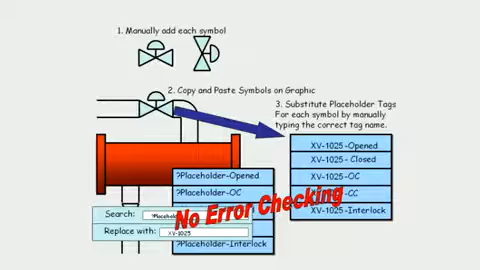 1. Manually add each symbol
2. Copy and Paste Symbols on Graphic
3. Substitute Placeholder Tags
For each symbol by manually
typing the correct tag name.
XV-1025-Opened
XV-1025-Closed
XV-1025-OC
-CC
XV-1025-Interlock
?Placeholder-Opened
?Placeholder-OC
?Placeholder-Interlock
Search:
Replace with: XV-1025
No Error Checking